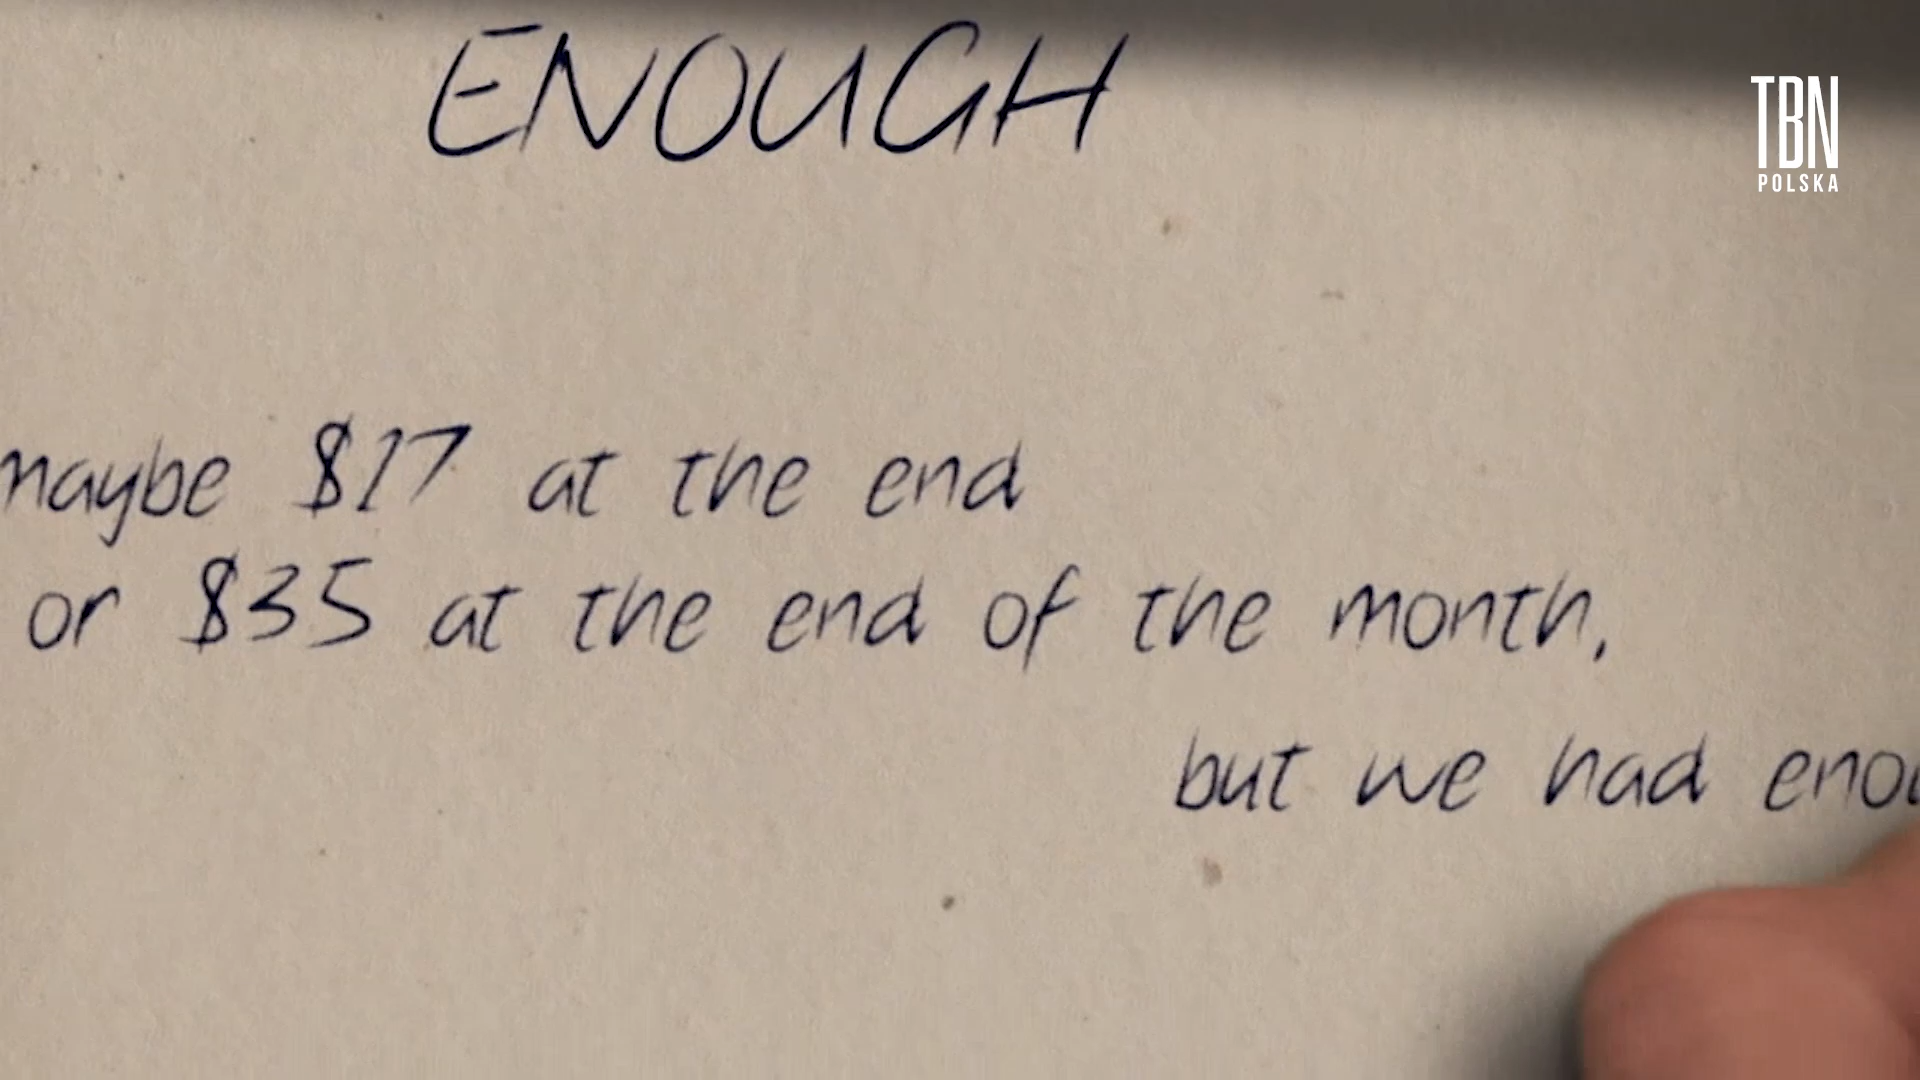 ENOUGH
TBN
POLSKA
maybe $17 at the end
or $35 at the end of the month,
but we had enou